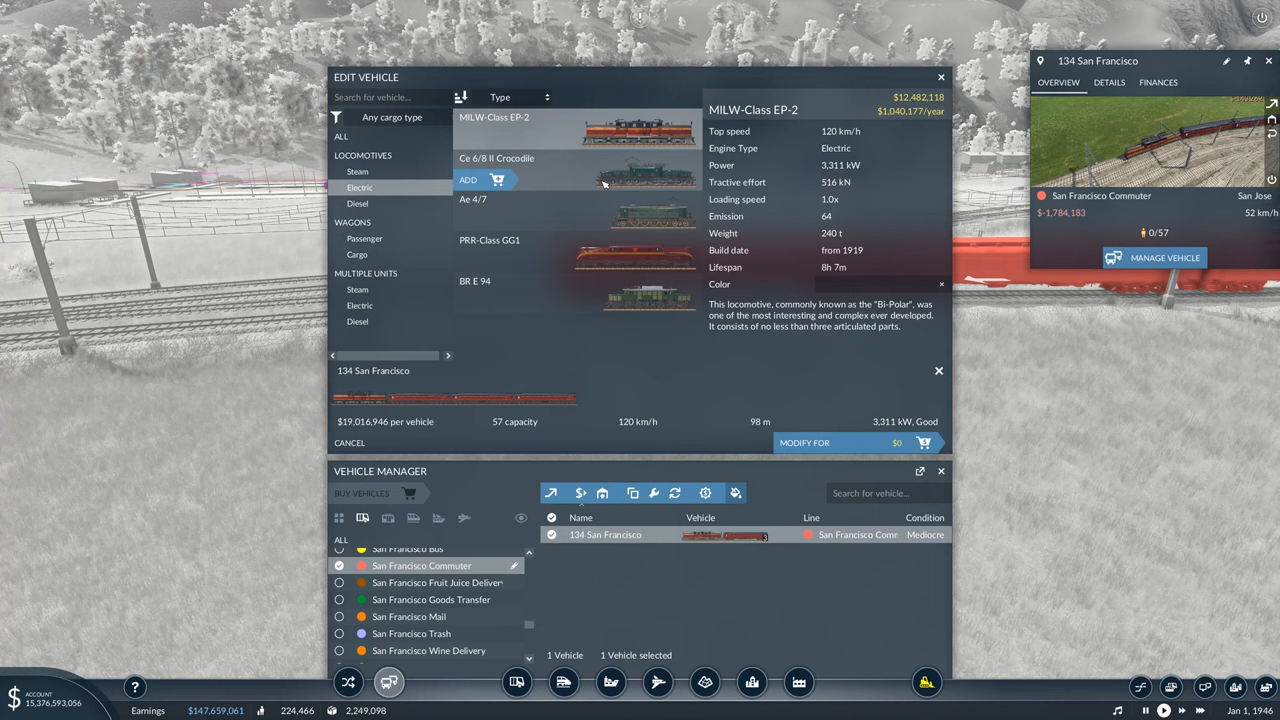 EDIT VEHICLE
Search for vehicle...
Type
Any cargo type
ALL
LOCOMOTIVES
Steam
Electric
Diesel
WAGONS
Passenger
Cargo
MULTIPLE UNITS
Steam
Electric
Diesel
MILW-Class EP-2
Ce 6/8 II Crocodile
ADD
Ae 4/7
PRR-Class GG1
BR E 94
$12,482,118
MILW-Class EP-2
$1,040,177/year
Top speed 120 km/h
Engine Type Electric
Power 3,311 kW
Tractive effort 516 kN
Loading speed 1.0x
Emission 64
Weight 240 t
Build date from 1919
Lifespan 8h 7m
Color
This locomotive, commonly known as the "Bi-Polar", was
one of the most interesting and complex ever developed.
It consists of no less than three articulated parts.
134 San Francisco
$19,016,946 per vehicle 57 capacity 120 km/h 98 m 3,311 kW, Good
CANCEL
MODIFY FOR $0
134 San Francisco
OVERVIEW DETAILS FINANCES
San Francisco Commuter San Jose
$-1,784,183 52 km/h
0/57
MANAGE VEHICLE
VEHICLE MANAGER
BUY VEHICLES
Search for vehicle...
ALL
San Francisco Bus
San Francisco Commuter
San Francisco Fruit Juice Deliver
San Francisco Goods Transfer
San Francisco Mail
San Francisco Trash
San Francisco Wine Delivery
Name Vehicle Line Condition
134 San Francisco 3 San Francisco Comr Mediocre
1 Vehicle 1 Vehicle selected
$ ACCOUNT
15,376,593,056
?
Earnings $147,659,061 224,466 2,249,098
Jan 1, 1946